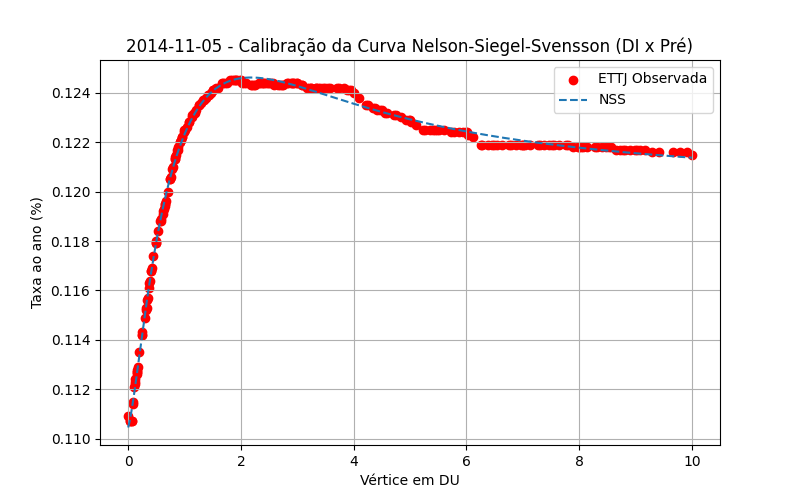 2014-11-05 - Calibração da Curva Nelson-Siegel-Svensson (DI x Pré)
ETTJ Observada
NSS
Taxa ao ano (%)
0.124
0.122
0.120
0.118
0.116
0.114
0.112
0.110
0
2
4
6
8
10
Vértice em DU